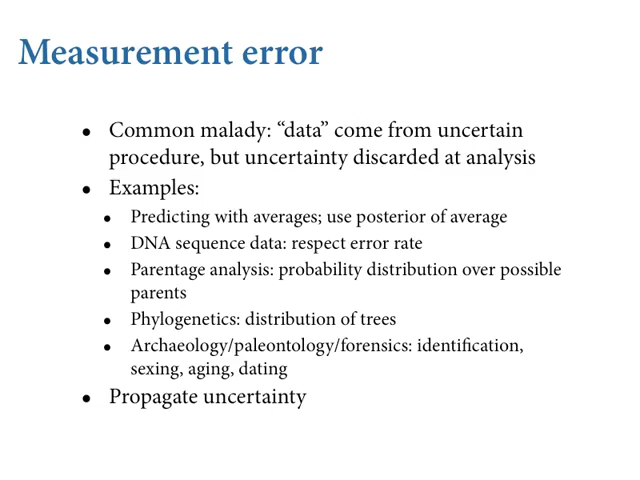 Measurement error
• Common malady: “data” come from uncertain
procedure, but uncertainty discarded at analysis
• Examples:
• Predicting with averages; use posterior of average
• DNA sequence data: respect error rate
• Parentage analysis: probability distribution over possible
parents
• Phylogenetics: distribution of trees
• Archaeology/paleontology/forensics: identification,
sexing, aging, dating
• Propagate uncertainty